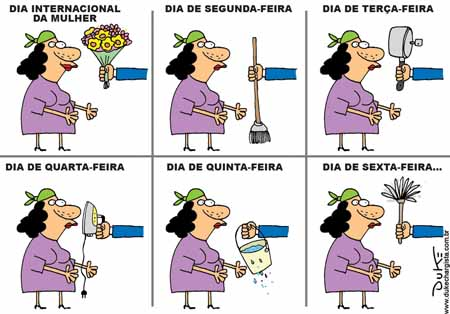 DIA INTERNACIONAL
DA MULHER
DIA DE SEGUNDA-FEIRA
DIA DE TERÇA-FEIRA
DIA DE QUARTA-FEIRA
DIA DE QUINTA-FEIRA
DIA DE SEXTA-FEIRA...
DUKE
www.dukechargista.com.br